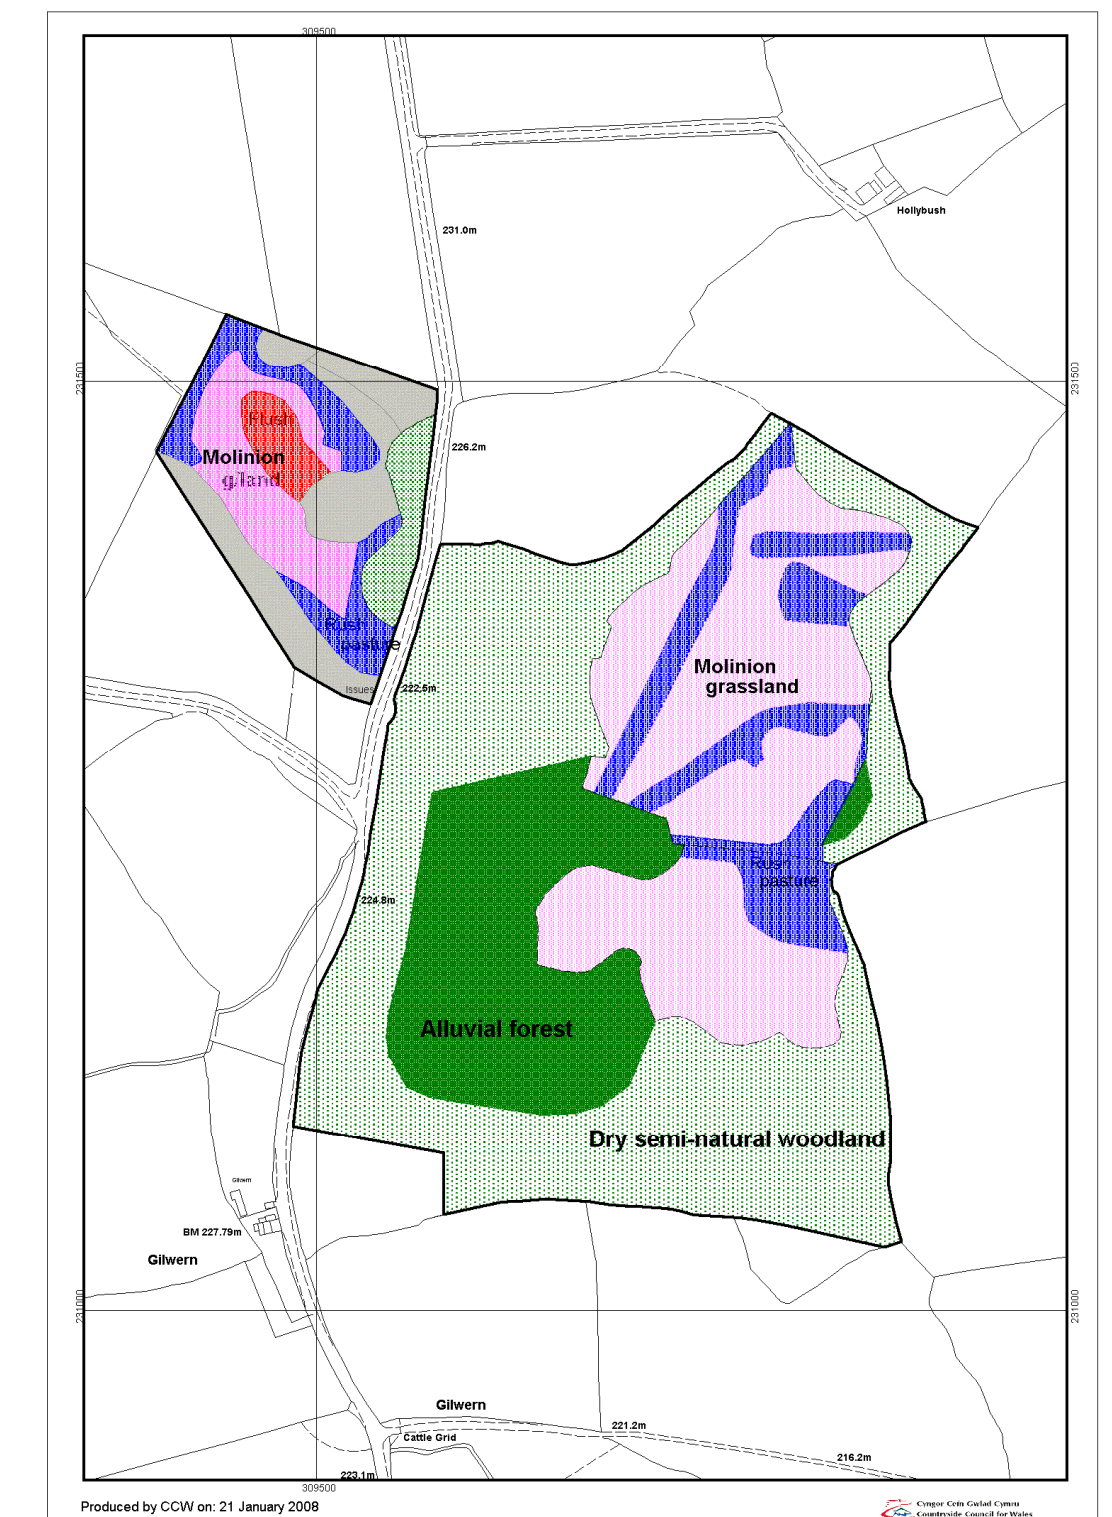 309500
231.0m
Hollybush
231500
231500
Flush
226.2m
Molinion
g/land
Rush
pasture
Molinion
grassland
Issues
222.5m
Rush
pasture
224.8m
Alluvial forest
Dry semi-natural woodland
Gilwern
BM 227.79m
Gilwern
231000
231000
Gilwern
221.2m
Cattle Grid
216.2m
223.1m
309500
Produced by CCW on: 21 January 2008
Cyngor Cefn Gwlad Cymru
Countryside Council for Wales